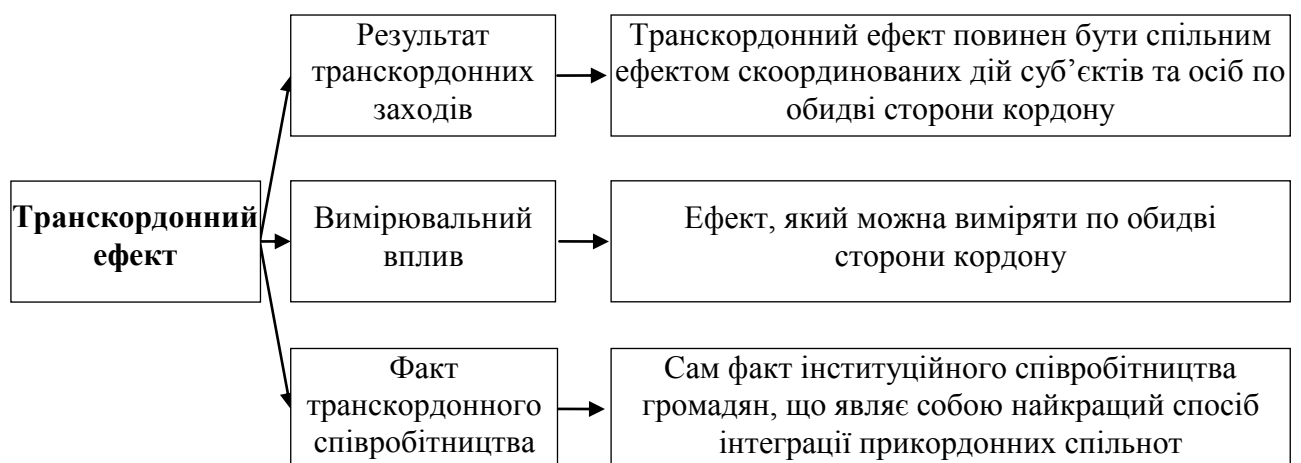 Результат
транскордонних
заходів
Транскордонний ефект повинен бути спільним
ефектом скоординованих дій суб’єктів та осіб по
обидві сторони кордону
Транскордонний
ефект
Вимірювальний
вплив
Ефект, який можна виміряти по обидві
сторони кордону
Факт
транскордонного
співробітництва
Сам факт інституційного співробітництва
громадян, що являє собою найкращий спосіб
інтеграції прикордонних спільнот